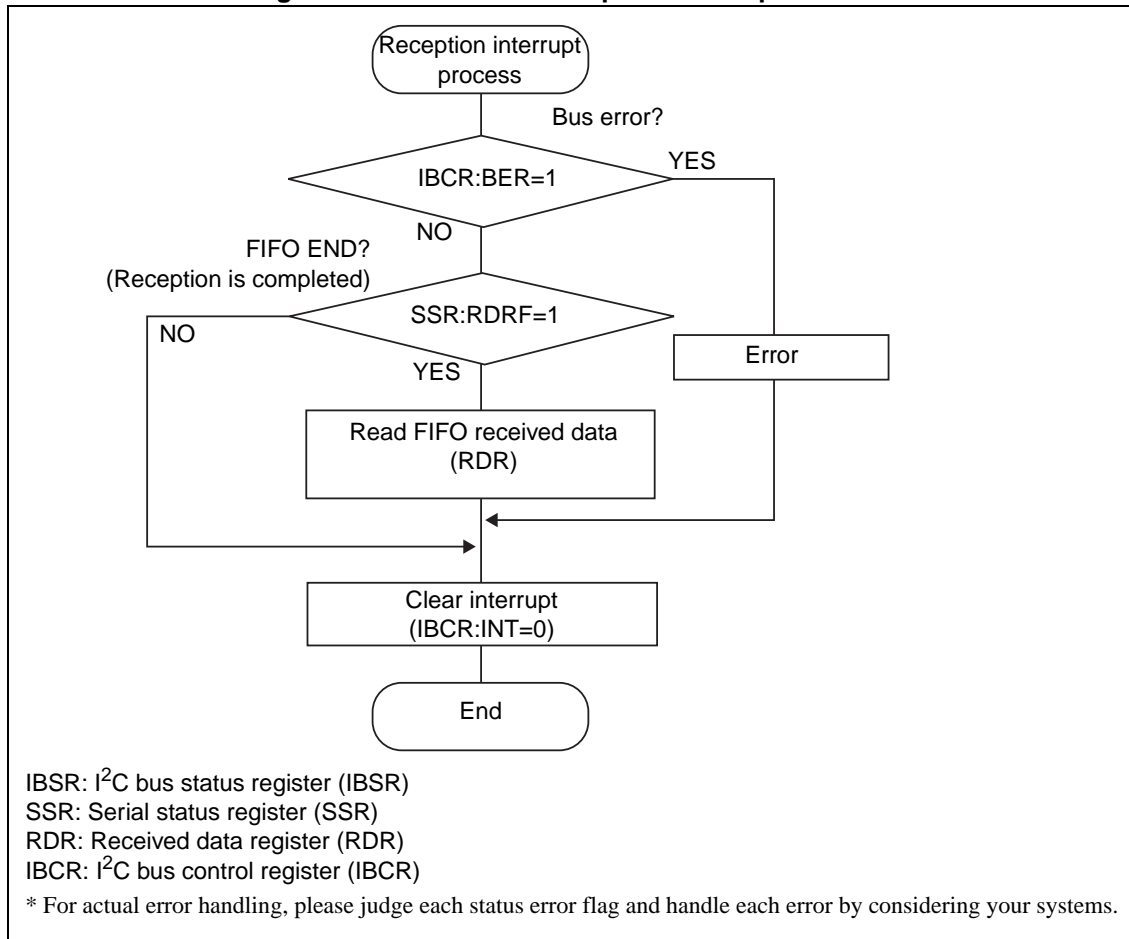 Reception interrupt
process
Bus error?
YES
IBCR:BER=1
NO
FIFO END?
(Reception is completed)
SSR:RDRF=1
NO
Error
YES
Read FIFO received data
(RDR)
Clear interrupt
(IBCR:INT=0)
End
IBSR: I²C bus status register (IBSR)
SSR: Serial status register (SSR)
RDR: Received data register (RDR)
IBCR: I²C bus control register (IBCR)
* For actual error handling, please judge each status error flag and handle each error by considering your systems.